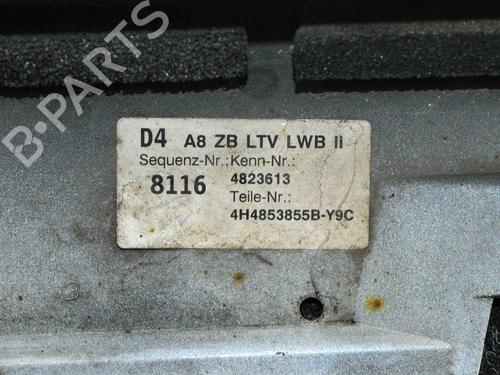 B-Parts
D4 A8 ZB LTV LWB II
Sequenz-Nr.: Kenn-Nr.:
8116 4823613
Teile-Nr.:
4H4853855B-Y9C